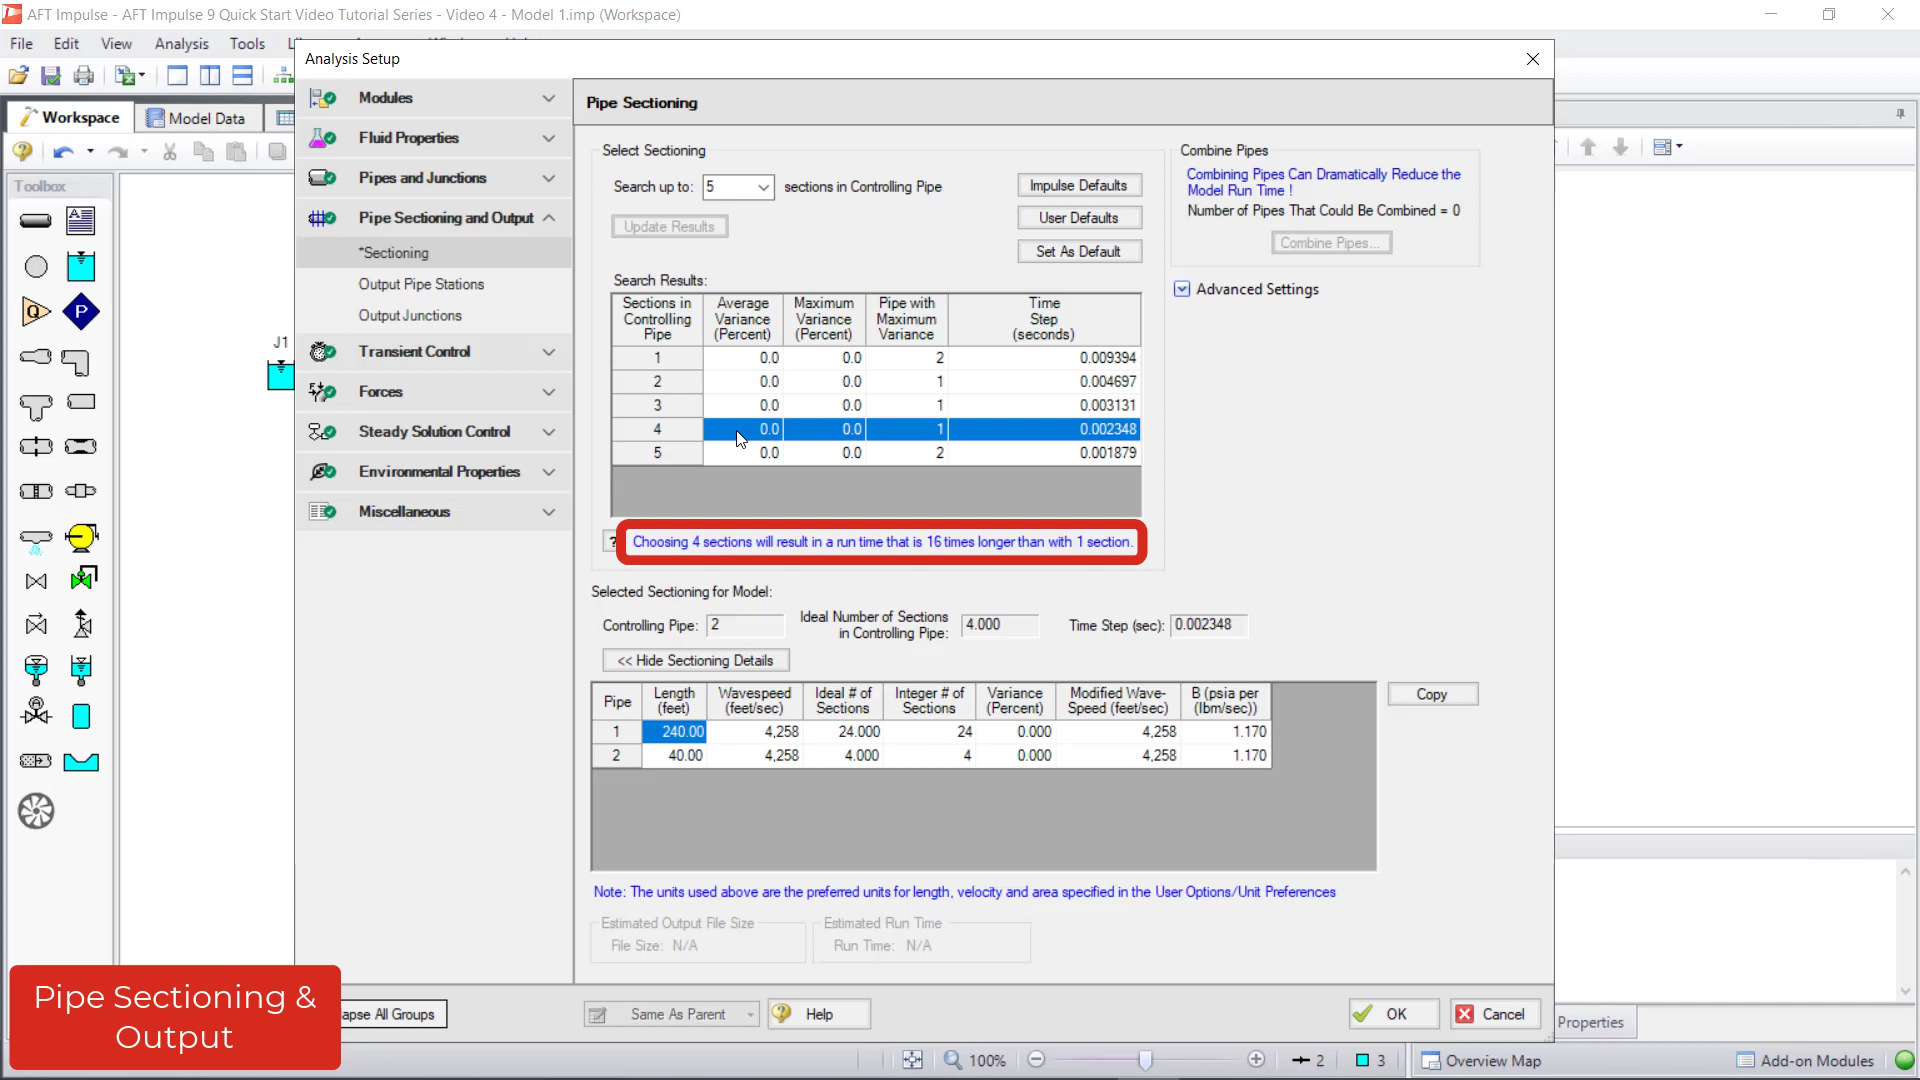 AFT Impulse - AFT Impulse 9 Quick Start Video Tutorial Series - Video 4 - Model 1.imp (Workspace)
File Edit View Analysis Tools
Analysis Setup
Workspace
Model Data
Toolbox
A
Q
P
J1
Modules
Fluid Properties
Pipes and Junctions
Pipe Sectioning and Output
*Sectioning
Output Pipe Stations
Output Junctions
Transient Control
Forces
Steady Solution Control
Environmental Properties
Miscellaneous
Pipe Sectioning
Select Sectioning
Search up to: 5 sections in Controlling Pipe
Update Results
Impulse Defaults
User Defaults
Set As Default
Combine Pipes
Combining Pipes Can Dramatically Reduce the
Model Run Time !
Number of Pipes That Could Be Combined = 0
Combine Pipes...
Advanced Settings
Search Results:
Sections in Controlling Pipe Average Variance (Percent) Maximum Variance (Percent) Pipe with Maximum Variance Time Step (seconds)
1 0.0 0.0 2 0.009394
2 0.0 0.0 1 0.004697
3 0.0 0.0 1 0.003131
4 0.0 0.0 1 0.002348
5 0.0 0.0 2 0.001879
? Choosing 4 sections will result in a run time that is 16 times longer than with 1 section.
Selected Sectioning for Model:
Controlling Pipe: 2 Ideal Number of Sections in Controlling Pipe: 4.000 Time Step (sec): 0.002348
<< Hide Sectioning Details
Pipe Length (feet) Wavespeed (feet/sec) Ideal # of Sections Integer # of Sections Variance (Percent) Modified Wave-Speed (feet/sec) B (psia per (lbm/sec))
1 240.00 4,258 24.000 24 0.000 4,258 1.170
2 40.00 4,258 4.000 4 0.000 4,258 1.170
Copy
Note: The units used above are the preferred units for length, velocity and area specified in the User Options/Unit Preferences
Estimated Output File Size
File Size: N/A
Estimated Run Time
Run Time: N/A
Pipe Sectioning &
Output
apse All Groups
Same As Parent
Help
OK
Cancel
Properties
100%
2
3
Overview Map
Add-on Modules